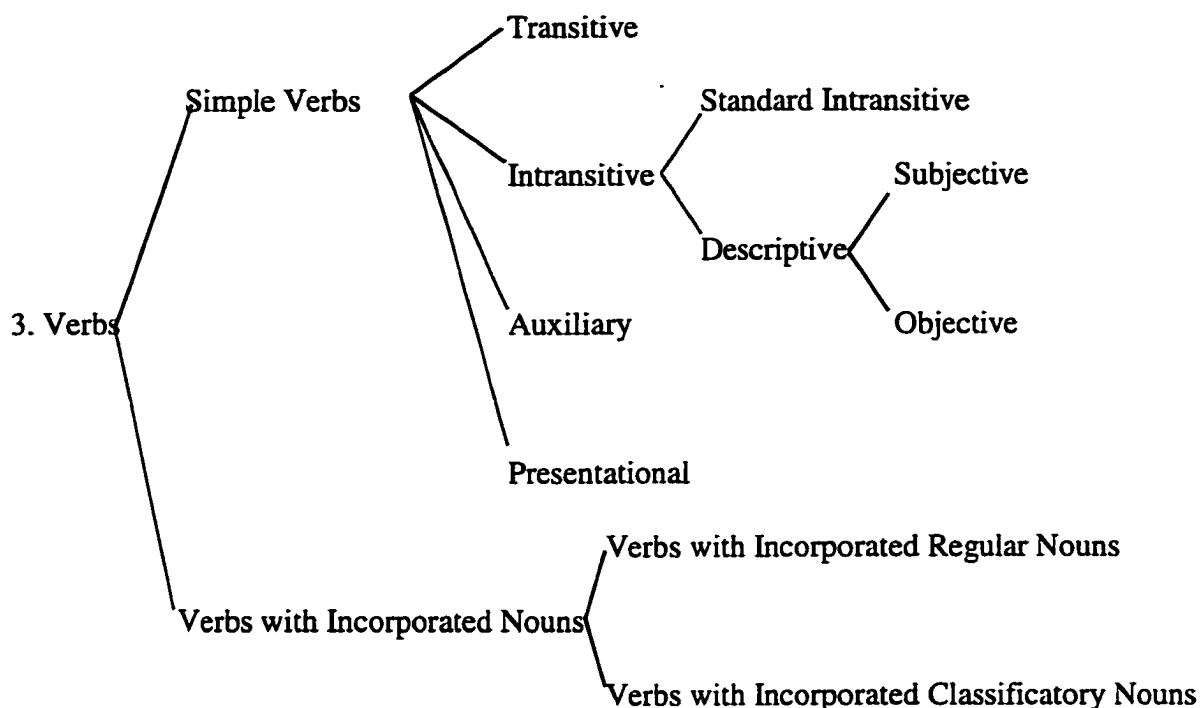 Transitive
Simple Verbs
Standard Intransitive
Intransitive
Subjective
Descriptive
3. Verbs
Auxiliary
Objective
Presentational
Verbs with Incorporated Regular Nouns
Verbs with Incorporated Nouns
Verbs with Incorporated Classificatory Nouns